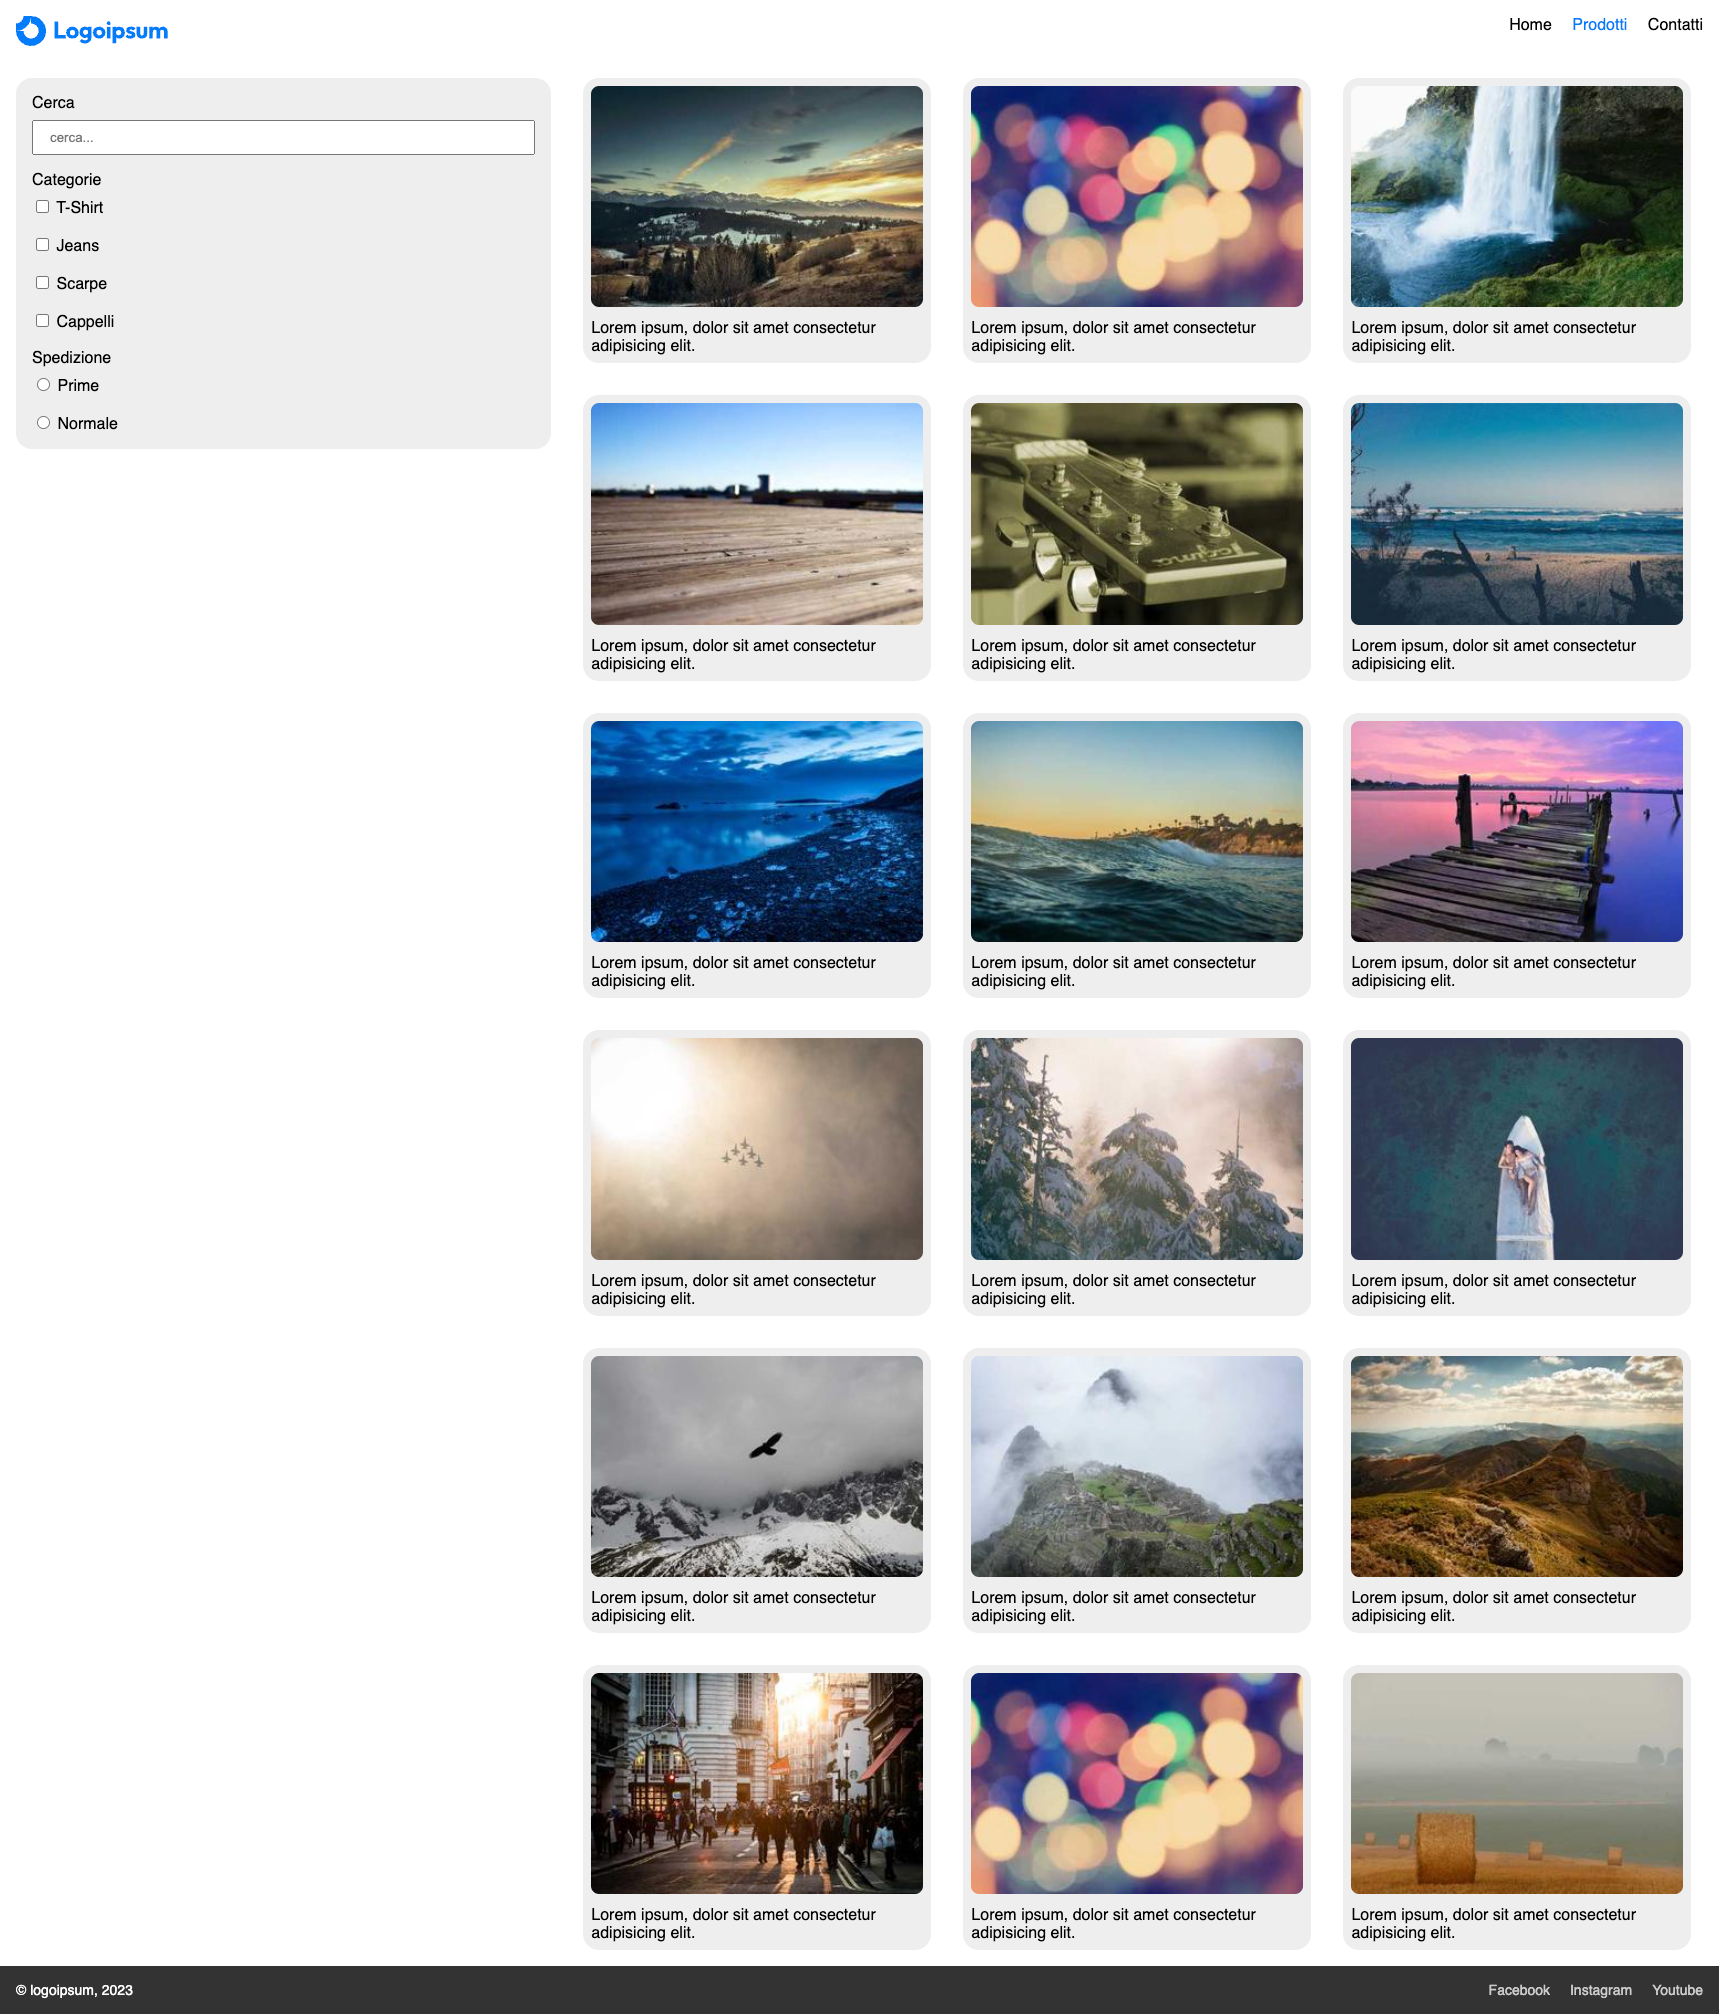 Logoipsum
Home Prodotti Contatti
Cerca
cerca...
Categorie
T-Shirt
Jeans
Scarpe
Cappelli
Spedizione
Prime
Normale
Lorem ipsum, dolor sit amet consectetur
adipisicing elit.
Lorem ipsum, dolor sit amet consectetur
adipisicing elit.
Lorem ipsum, dolor sit amet consectetur
adipisicing elit.
Lorem ipsum, dolor sit amet consectetur
adipisicing elit.
Lorem ipsum, dolor sit amet consectetur
adipisicing elit.
Lorem ipsum, dolor sit amet consectetur
adipisicing elit.
Lorem ipsum, dolor sit amet consectetur
adipisicing elit.
Lorem ipsum, dolor sit amet consectetur
adipisicing elit.
Lorem ipsum, dolor sit amet consectetur
adipisicing elit.
Lorem ipsum, dolor sit amet consectetur
adipisicing elit.
Lorem ipsum, dolor sit amet consectetur
adipisicing elit.
Lorem ipsum, dolor sit amet consectetur
adipisicing elit.
Lorem ipsum, dolor sit amet consectetur
adipisicing elit.
Lorem ipsum, dolor sit amet consectetur
adipisicing elit.
Lorem ipsum, dolor sit amet consectetur
adipisicing elit.
Lorem ipsum, dolor sit amet consectetur
adipisicing elit.
Lorem ipsum, dolor sit amet consectetur
adipisicing elit.
Lorem ipsum, dolor sit amet consectetur
adipisicing elit.
© logoipsum, 2023
Facebook Instagram Youtube